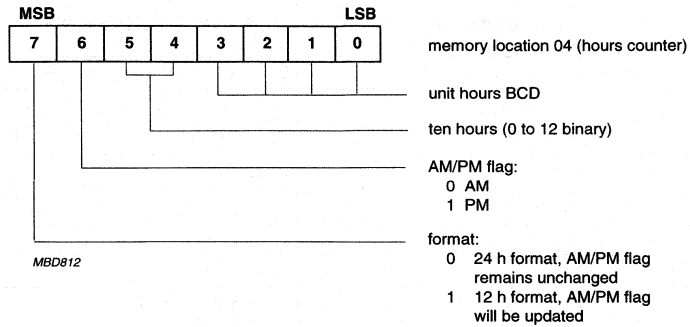 MSB LSB
7 6 5 4 3 2 1 0 memory location 04 (hours counter)
unit hours BCD
ten hours (0 to 12 binary)
AM/PM flag:
0 AM
1 PM
format:
0 24 h format, AM/PM flag
remains unchanged
1 12 h format, AM/PM flag
will be updated
MBD812